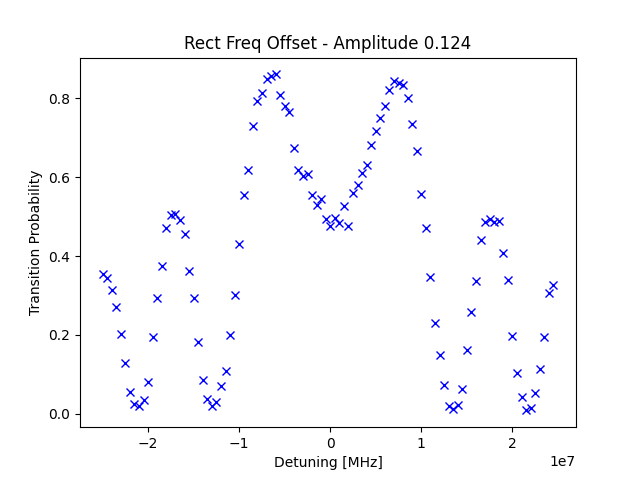 Rect Freq Offset - Amplitude 0.124
Transition Probability
0.8
0.6
0.4
0.2
0.0
−2
−1
0
1
2
1e7
Detuning [MHz]